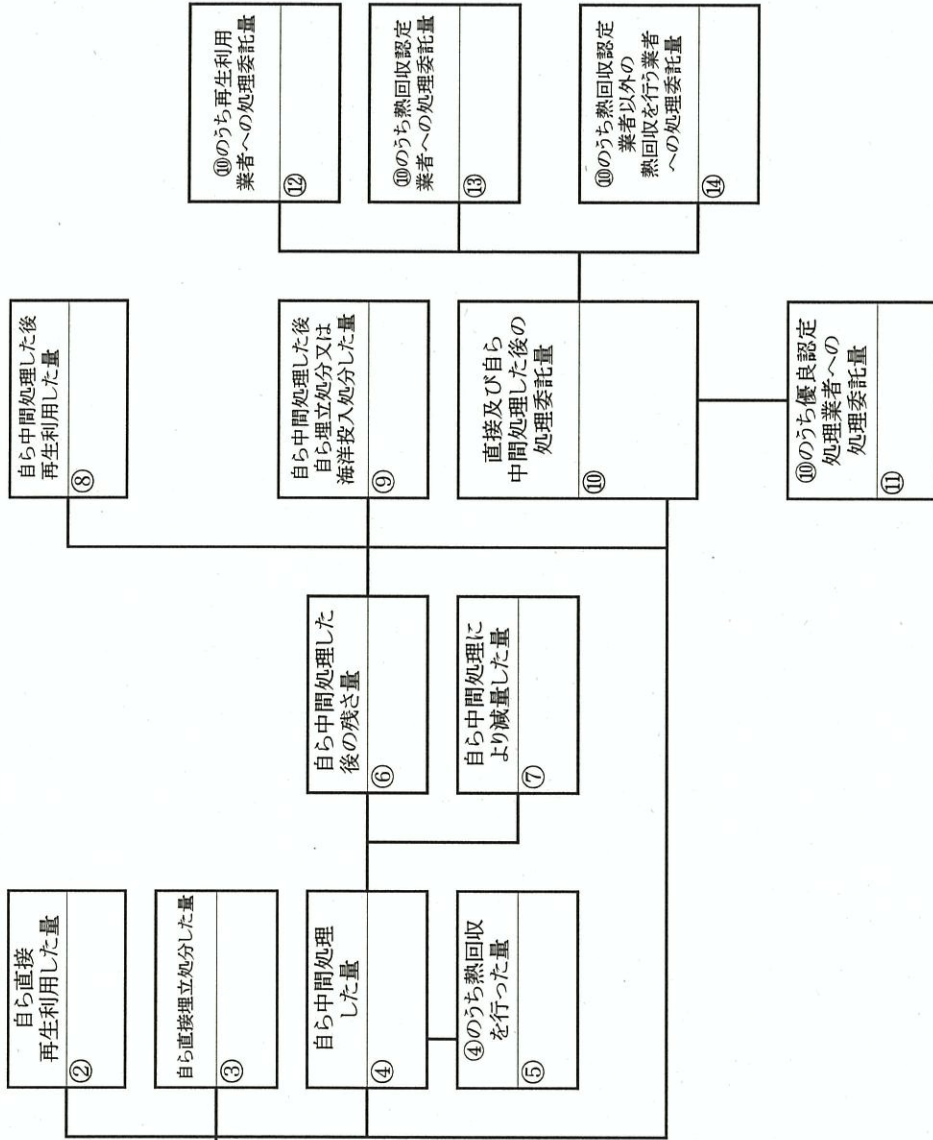 自ら直接
再生利用した量
②
自ら直接埋立処分した量
③
自ら中間処理
した量
④
④のうち熱回収
を行った量
⑤
自ら中間処理した
後の残さ量
⑥
自ら中間処理に
より減量した量
⑦
自ら中間処理した後
再生利用した量
⑧
自ら中間処理した後
自ら埋立処分又は
海洋投入処分した量
⑨
直接及び自ら
中間処理した後の
処理委託量
⑩
⑩のうち優良認定
処理業者への
処理委託量
⑪
⑩のうち再生利用
業者への処理委託量
⑫
⑩のうち熱回収認定
業者への処理委託量
⑬
⑩のうち熱回収認定
業者以外の
熱回収を行う業者
への処理委託量
⑭